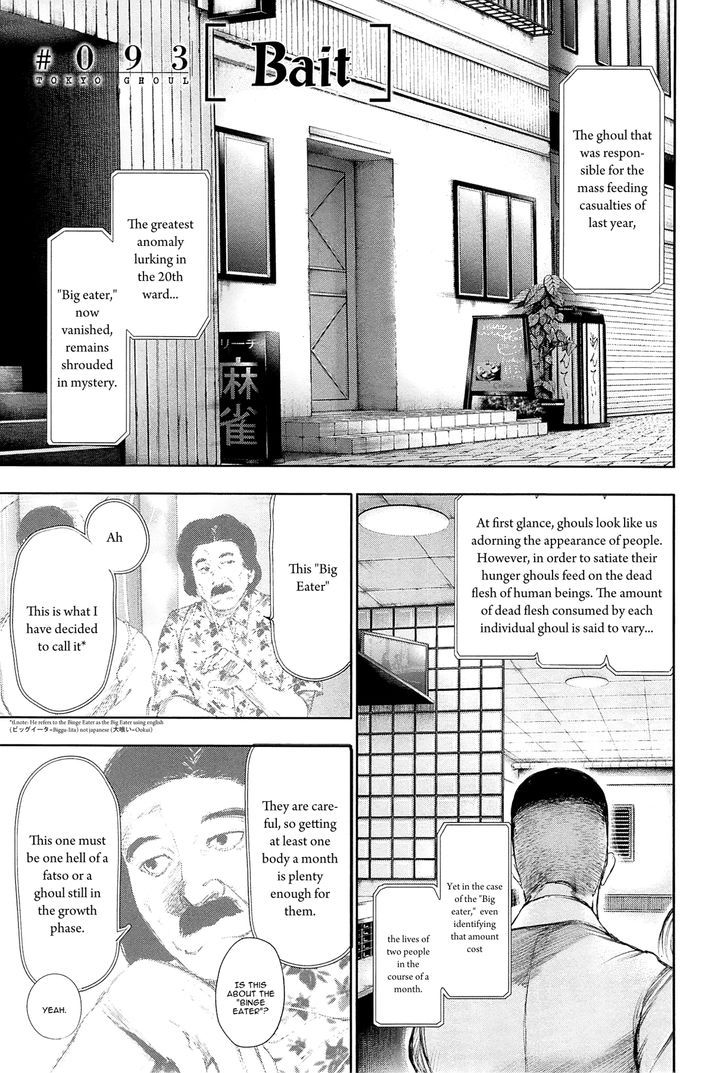 #093
TOKYO GHOUL
[Bait]
The ghoul that
was respon-
sible for the
mass feeding
casualties of
last year,
The greatest
anomaly
lurking in
the 20th
ward...
"Big eater,"
now
vanished,
remains
shrouded
in mystery.
リーチ
麻
雀
At first glance, ghouls look like us
adorning the appearance of people.
However, in order to satiate their
hunger ghouls feed on the dead
flesh of human beings. The amount
of dead flesh consumed by each
individual ghoul is said to vary...
Yet in the case
of the "Big
eater," even
identifying
that amount
cost
the lives of
two people
in the
course of a
month.
This "Big
Eater"
Ah
This is what I
have decided
to call it*
*tl.note: He refers to the Binge Eater as the Big Eater using english
(ビッグイータ=Biggu-Iita) not japanese (大喰い=Ookui)
They are care-
ful, so getting
at least one
body a month
is plenty
enough for
them.
This one must
be one hell of a
fatso or a
ghoul still in
the growth
phase.
IS THIS
ABOUT THE
"BINGE
EATER"?
YEAH.